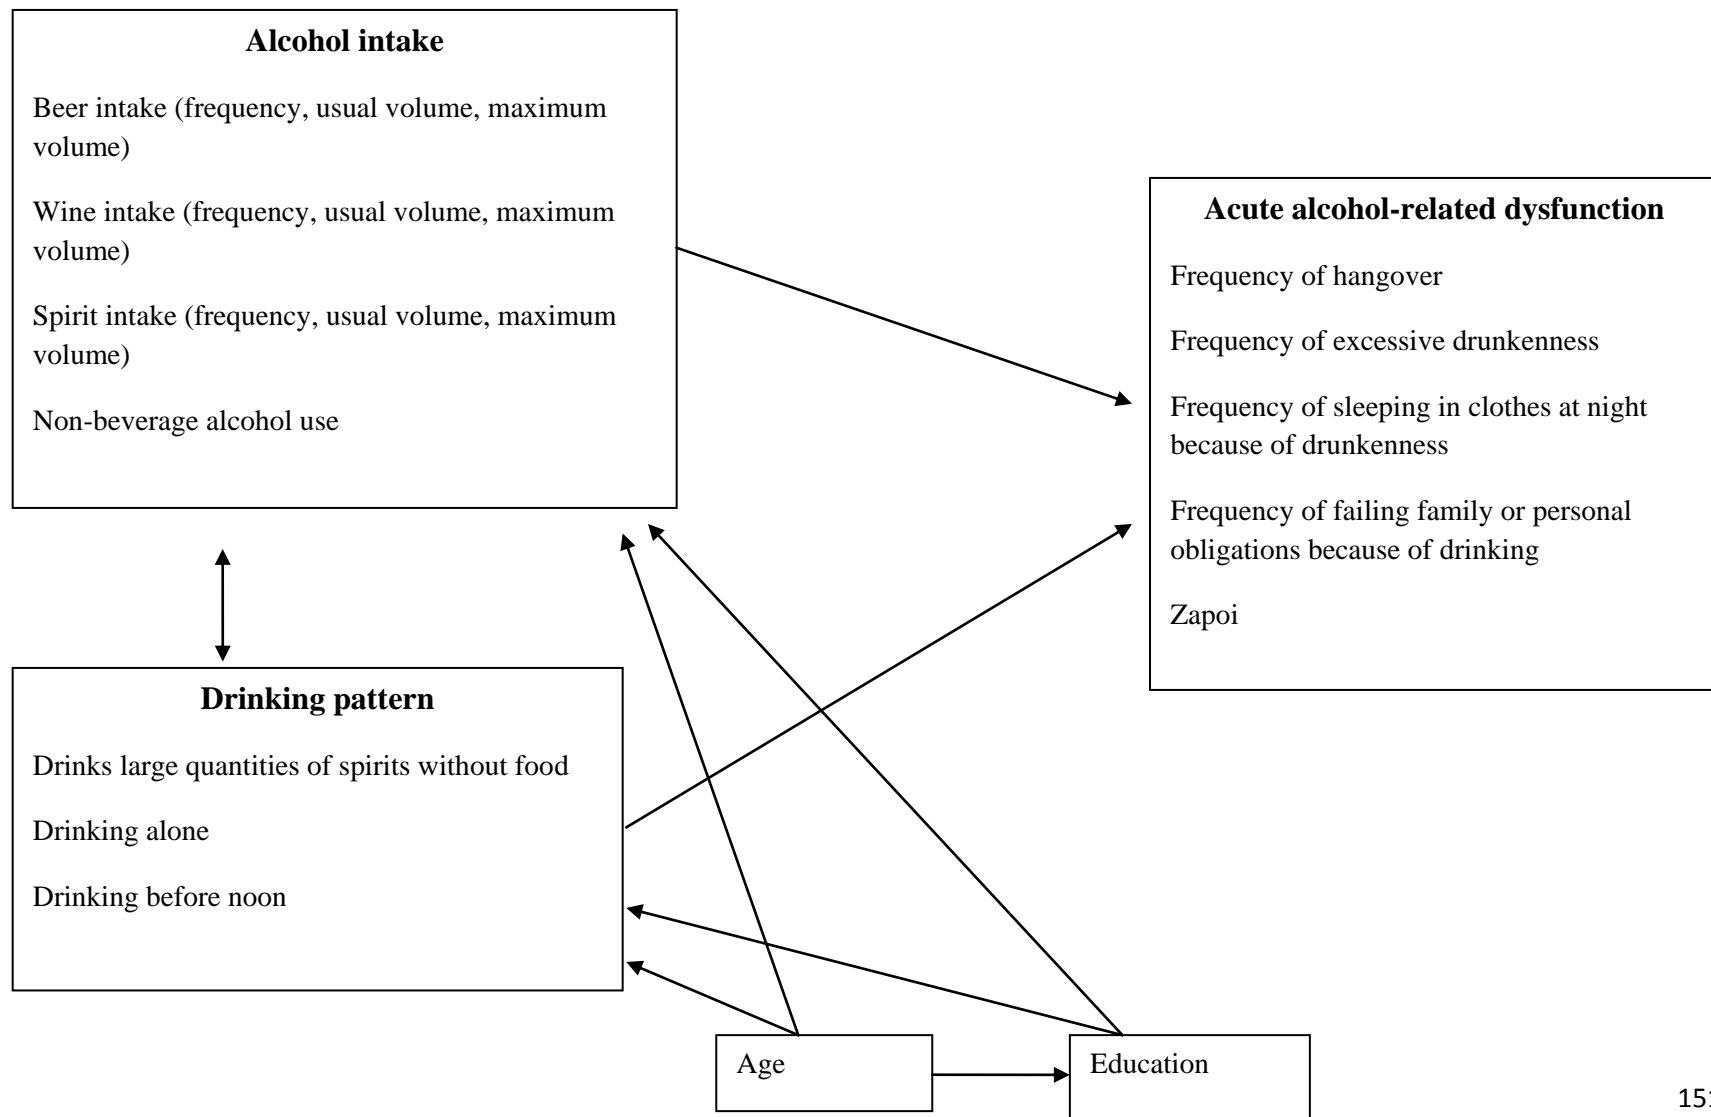 Alcohol intake
Beer intake (frequency, usual volume, maximum
volume)
Wine intake (frequency, usual volume, maximum
volume)
Spirit intake (frequency, usual volume, maximum
volume)
Non-beverage alcohol use
Acute alcohol-related dysfunction
Frequency of hangover
Frequency of excessive drunkenness
Frequency of sleeping in clothes at night
because of drunkenness
Frequency of failing family or personal
obligations because of drinking
Zapoi
Drinking pattern
Drinks large quantities of spirits without food
Drinking alone
Drinking before noon
Age
Education
151